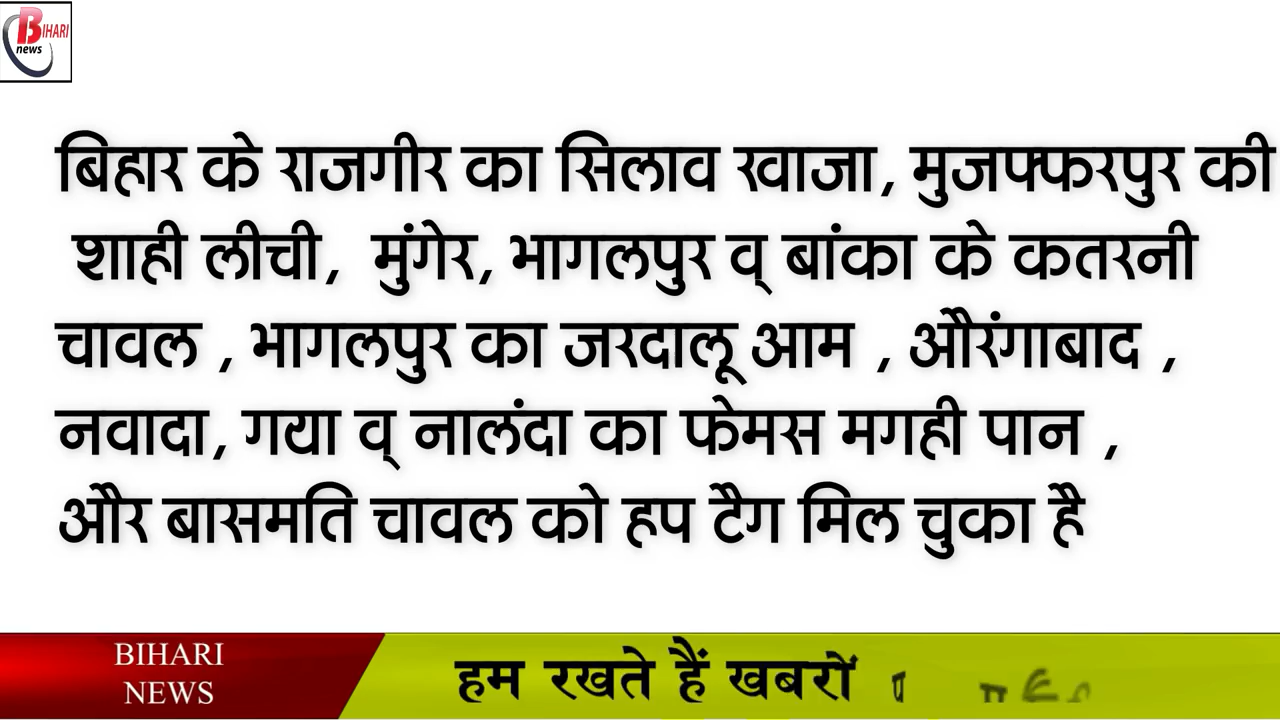 BIHARI
news
बिहार के राजगीर का सिलाव खाजा, मुजफ्फरपुर की
शाही लीची, मुंगेर, भागलपुर व् बांका के कतरनी
चावल , भागलपुर का जरदालू आम , औरंगाबाद ,
नवादा, गया व् नालंदा का फेमस मगही पान ,
और बासमति चावल को हप टैग मिल चुका है
BIHARI
NEWS
हम रखते हैं खबरों